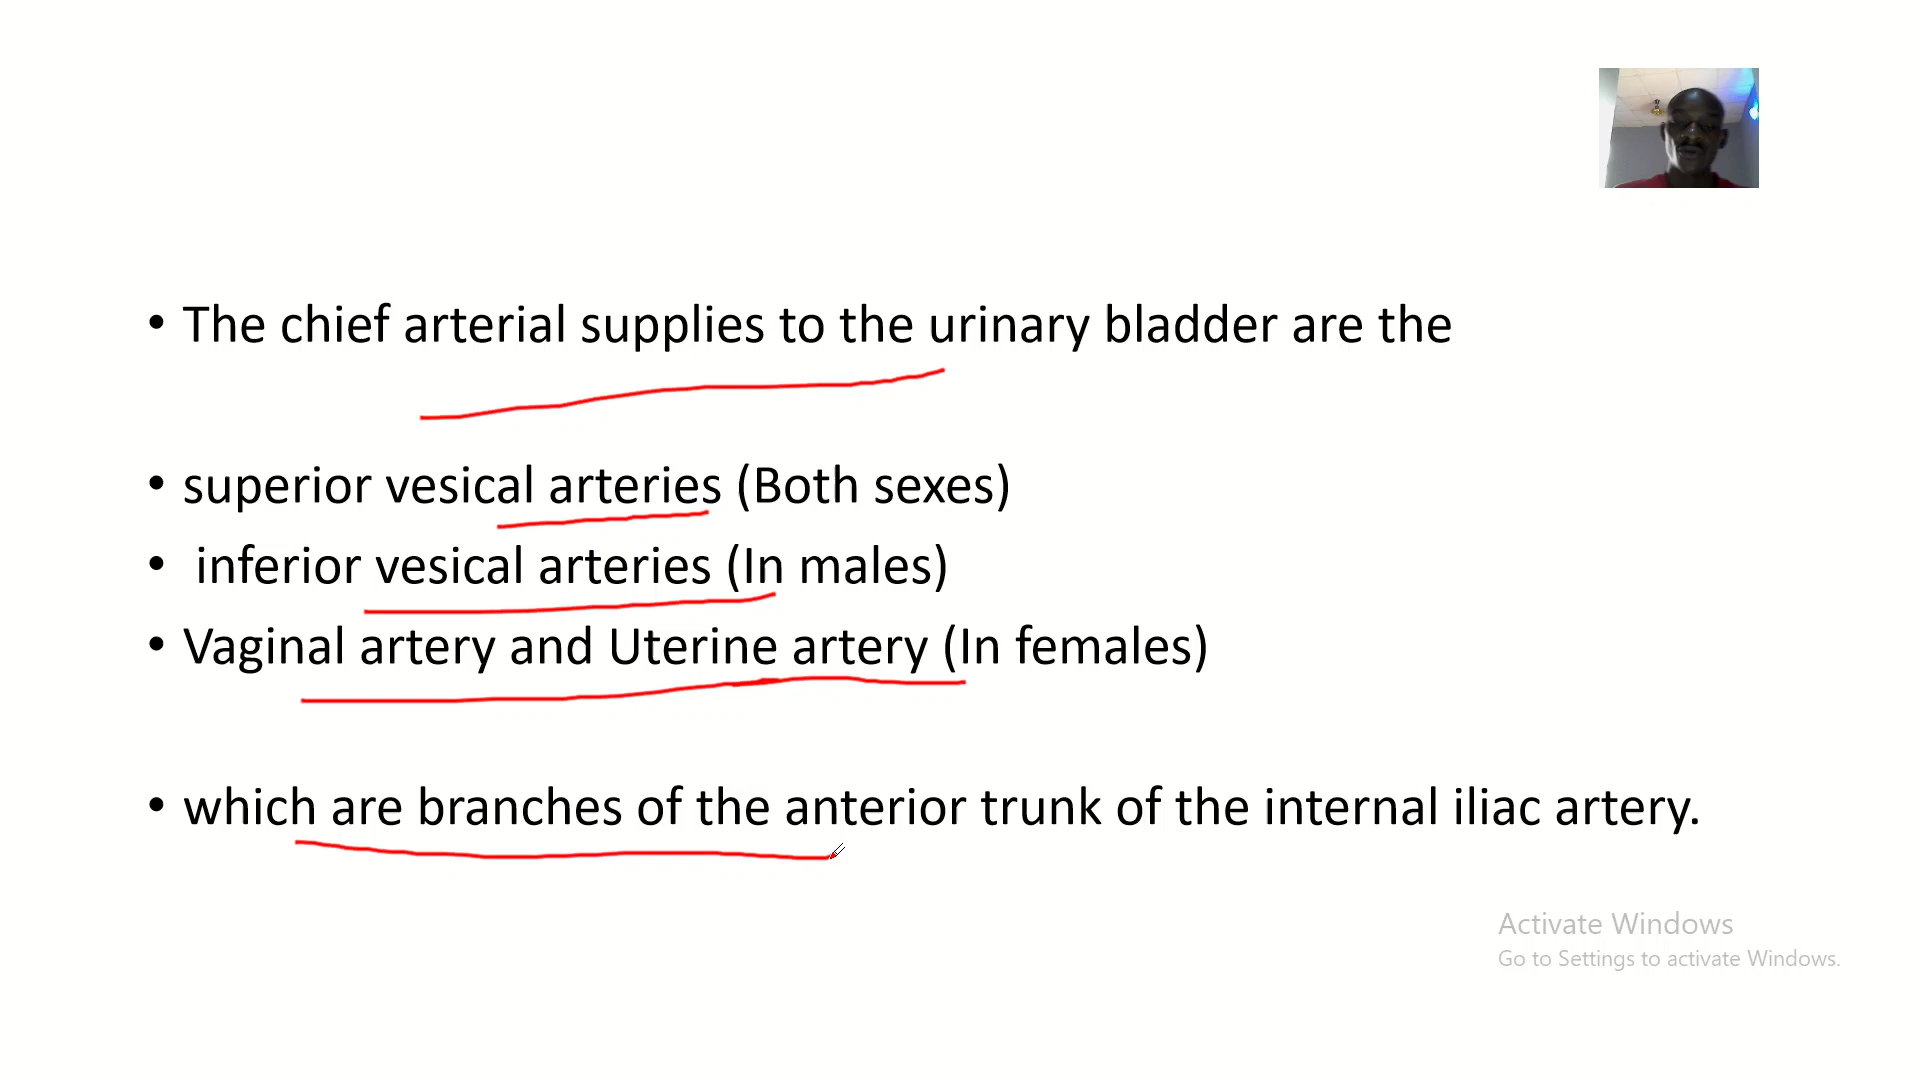 • The chief arterial supplies to the urinary bladder are the
• superior vesical arteries (Both sexes)
• inferior vesical arteries (In males)
• Vaginal artery and Uterine artery (In females)
• which are branches of the anterior trunk of the internal iliac artery.
Activate Windows
Go to Settings to activate Windows.